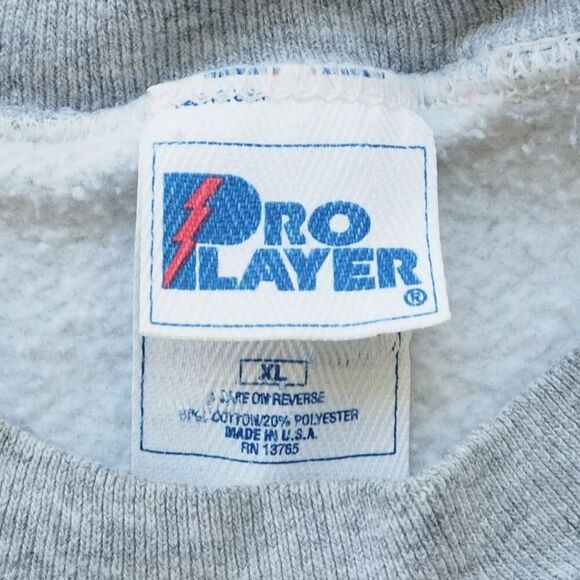 PRO
PLAYER
®
XL
CARE ON REVERSE
COTTON/20% POLYESTER
MADE IN U.S.A.
RN 13765